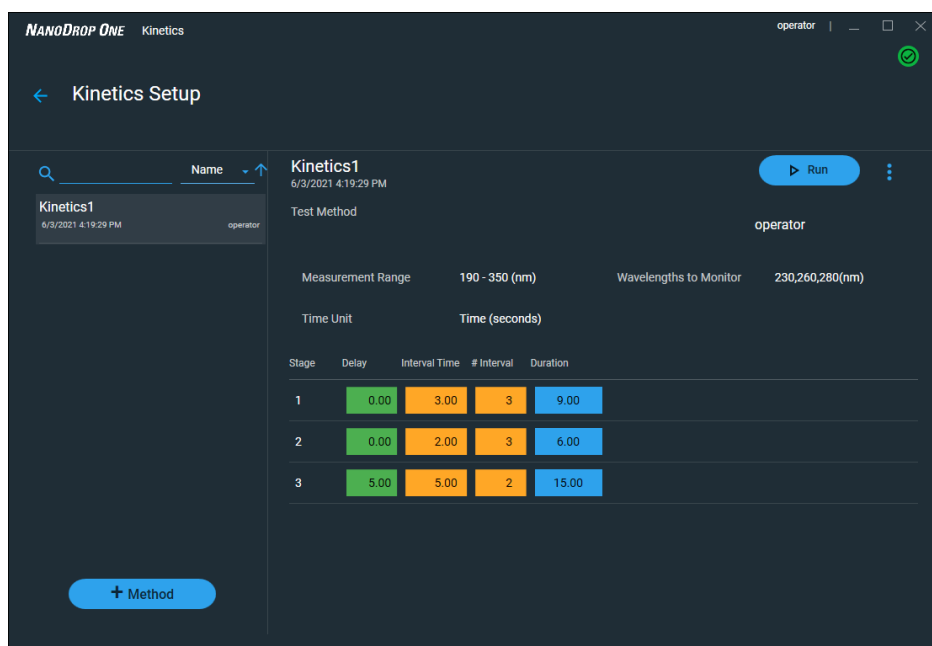 NANODROP ONE Kinetics operator
Kinetics Setup
Name
Kinetics1
6/3/2021 4:19:29 PM operator
+ Method
Kinetics1
6/3/2021 4:19:29 PM
Run
Test Method
operator
Measurement Range 190 - 350 (nm) Wavelengths to Monitor 230,260,280(nm)
Time Unit Time (seconds)
Stage Delay Interval Time # Interval Duration
1 0.00 3.00 3 9.00
2 0.00 2.00 3 6.00
3 5.00 5.00 2 15.00